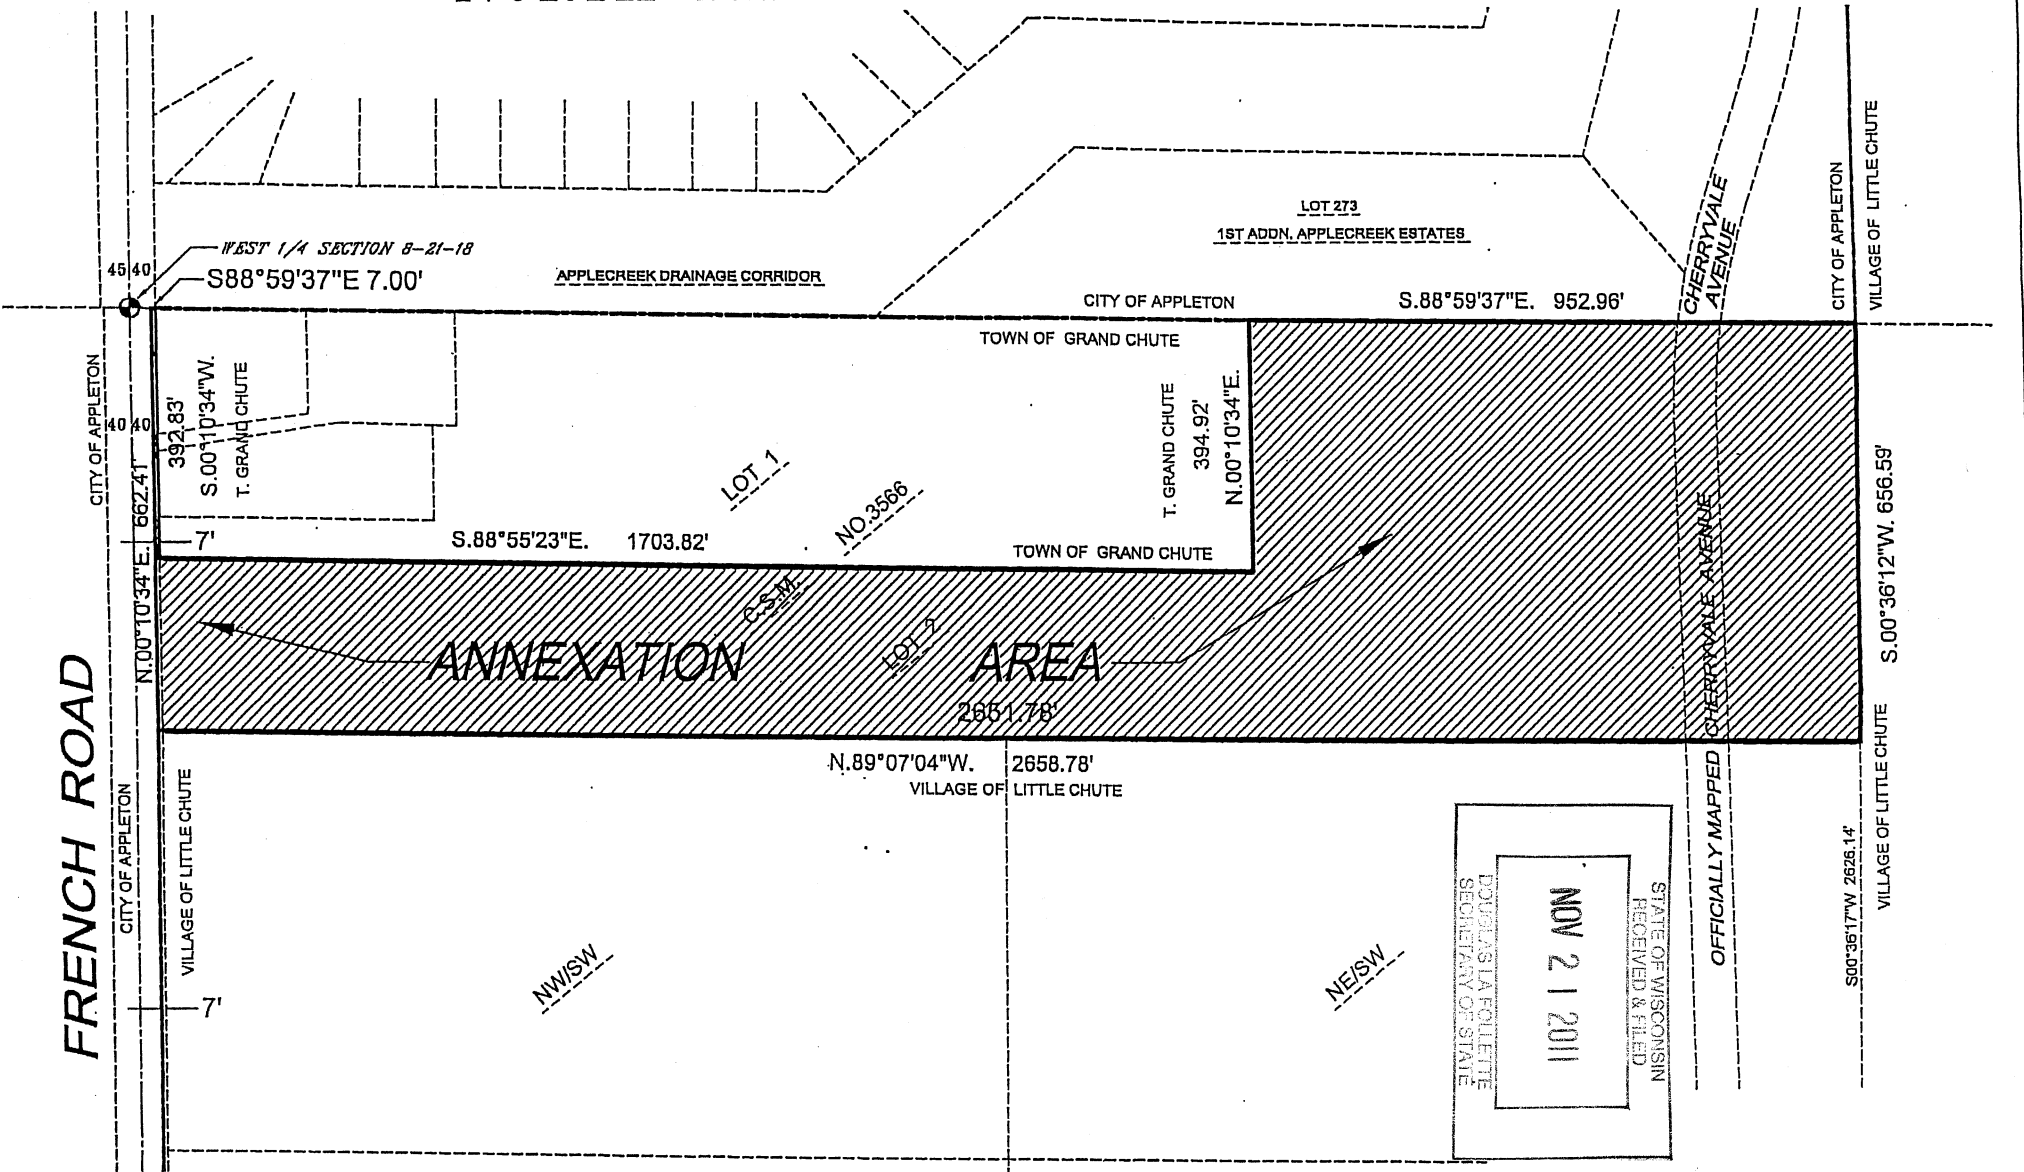 LOT 273
1ST ADDN, APPLECREEK ESTATES
WEST 1/4 SECTION 8-21-18
45 40
S88°59'37"E 7.00'
APPLECREEK DRAINAGE CORRIDOR
CITY OF APPLETON
S.88°59'37"E. 952.96'
CHERRYVALE
AVENUE
CITY OF APPLETON
VILLAGE OF LITTLE CHUTE
TOWN OF GRAND CHUTE
CITY OF APPLETON
40 40
392.83'
S.00°10'34"W.
T. GRAND CHUTE
N.00°10'34"E. 662.41'
7'
LOT 1
NO.3566
C.S.M.
LOT 2
S.88°55'23"E. 1703.82'
TOWN OF GRAND CHUTE
T. GRAND CHUTE
394.92'
N.00°10'34"E.
S.00°36'12"W. 656.59'
ANNEXATION AREA
2651.78'
N.89°07'04"W. 2658.78'
VILLAGE OF LITTLE CHUTE
OFFICIALLY MAPPED CHERRYVALE AVENUE
FRENCH ROAD
CITY OF APPLETON
VILLAGE OF LITTLE CHUTE
7'
NW/SW
NE/SW
STATE OF WISCONSIN
RECEIVED & FILED
NOV 21 2011
DOUGLAS LA FOLLETTE
SECRETARY OF STATE
S00°36'17"W 2626.14'
VILLAGE OF LITTLE CHUTE